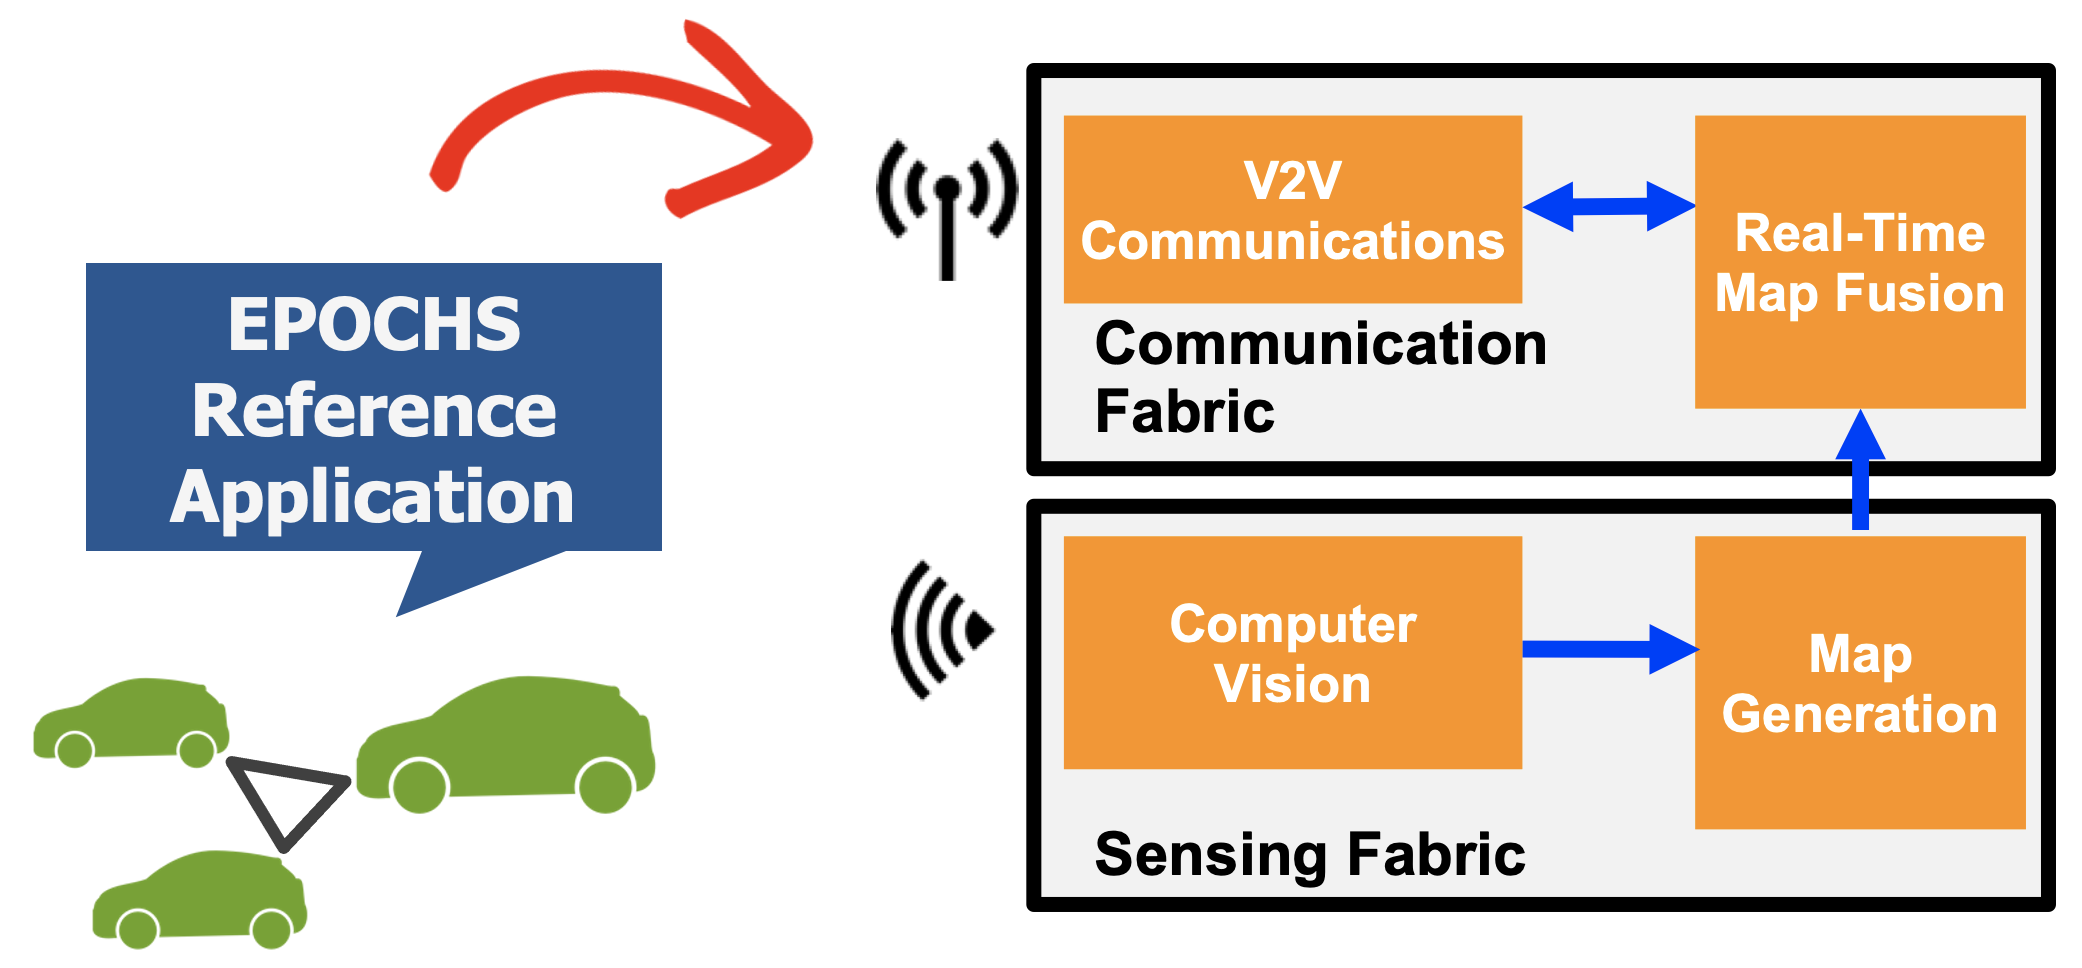 EPOCHS
Reference
Application
V2V
Communications
Real-Time
Map Fusion
Communication
Fabric
Computer
Vision
Map
Generation
Sensing Fabric